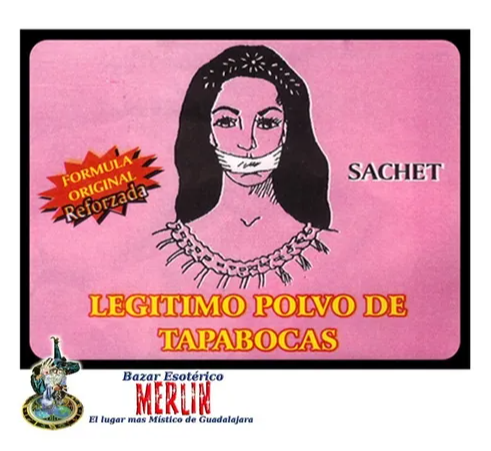 FORMULA
ORIGINAL
Reforzada
SACHET
LEGITIMO POLVO DE
TAPABOCAS
Bazar Esotérico
MERLIN
El lugar mas Místico de Guadalajara